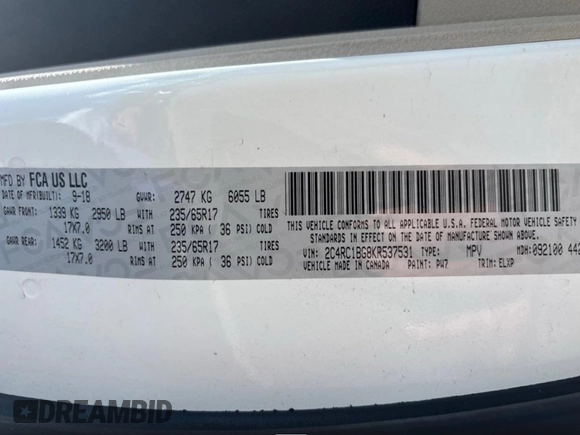 MFD BY FCA US LLC
DATE OF MFR(BUILT): 9-18 GVWR: 2747 KG 6055 LB
GAWR FRONT: 1339 KG 2950 LB WITH 235/65R17 TIRES
17X7.0 RIMS AT 250 KPA ( 36 PSI) COLD
GAWR REAR: 1452 KG 3200 LB WITH 235/65R17 TIRES
17X7.0 RIMS AT 250 KPA ( 36 PSI) COLD
THIS VEHICLE CONFORMS TO ALL APPLICABLE U.S.A. FEDERAL MOTOR VEHICLE SAFETY
STANDARDS IN EFFECT ON THE DATE OF MANUFACTURE SHOWN ABOVE.
VIN: 2C4RC1BG8KR537531 TYPE: MPV MDH: 092100 442
VEHICLE MADE IN CANADA PAINT: PW7 TRIM: ELXP
DREAMBID